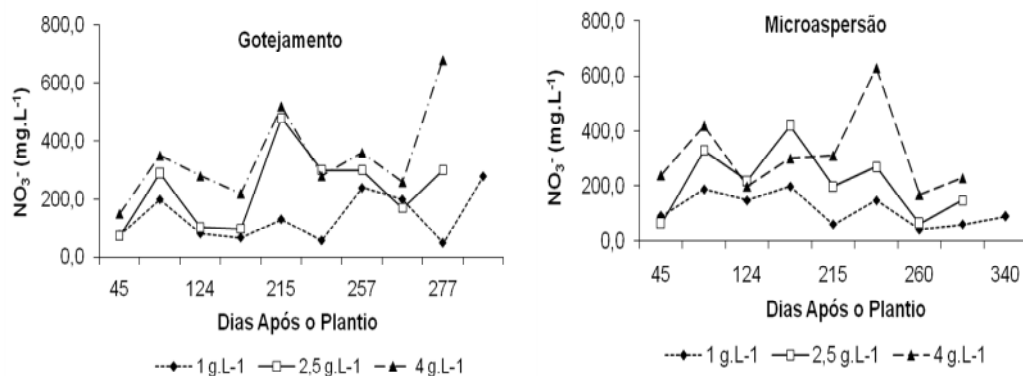 Gotejamento
NO₃⁻ (mg.L⁻¹)
800,0
600,0
400,0
200,0
0,0
45 124 215 257 277
Dias Após o Plantio
1 g.L-1 2,5 g.L-1 4 g.L-1
Microaspersão
NO₃⁻ (mg.L⁻¹)
800,0
600,0
400,0
200,0
0,0
45 124 215 260 340
Dias Após o Plantio
1 g.L-1 2,5 g.L-1 4 g.L-1